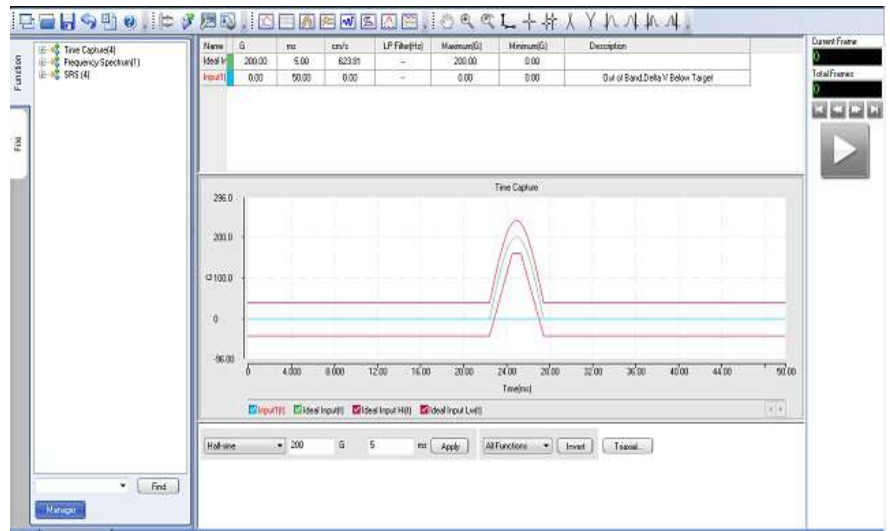 Function
File
Time Capture(4)
Frequency Spectrum(1)
SRS (4)
Find
Manager
Name G ms cm/s LP Filter(Hz) Maximum(G) Minimum(G) Description
Ideal In 200.00 5.00 623.81 -- 200.00 0.00
Input1(t) 0.00 50.00 0.00 -- 0.00 0.00 Out of Band.Delta V Below Target
Time Capture
296.0
200.0
G 100.0
0
-96.00
0 4.000 8.000 12.00 16.00 20.00 24.00 28.00 32.00 36.00 40.00 44.00 50.00
Time(ms)
Input1(t) Ideal Input(t) Ideal Input Hi(t) Ideal Input Lw(t)
Half-sine 200 G 5 ms Apply All Functions Invert Triaxial...
Current Frame
0
Total Frames
0